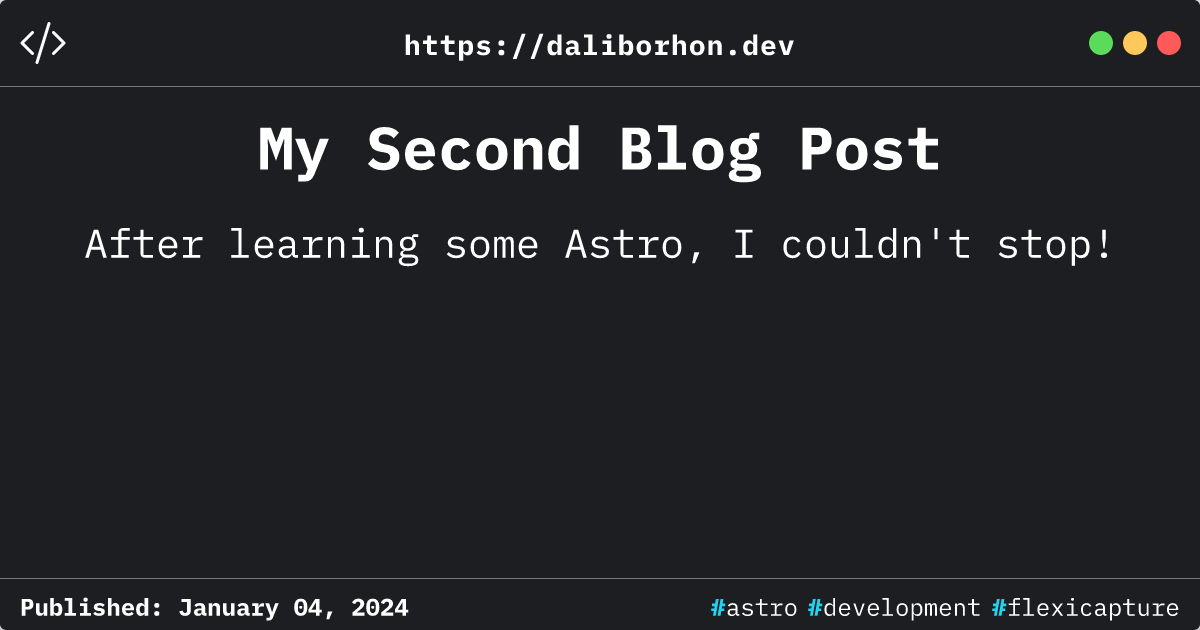 </>
https://daliborhon.dev
My Second Blog Post
After learning some Astro, I couldn't stop!
Published: January 04, 2024
#astro #development #flexicapture